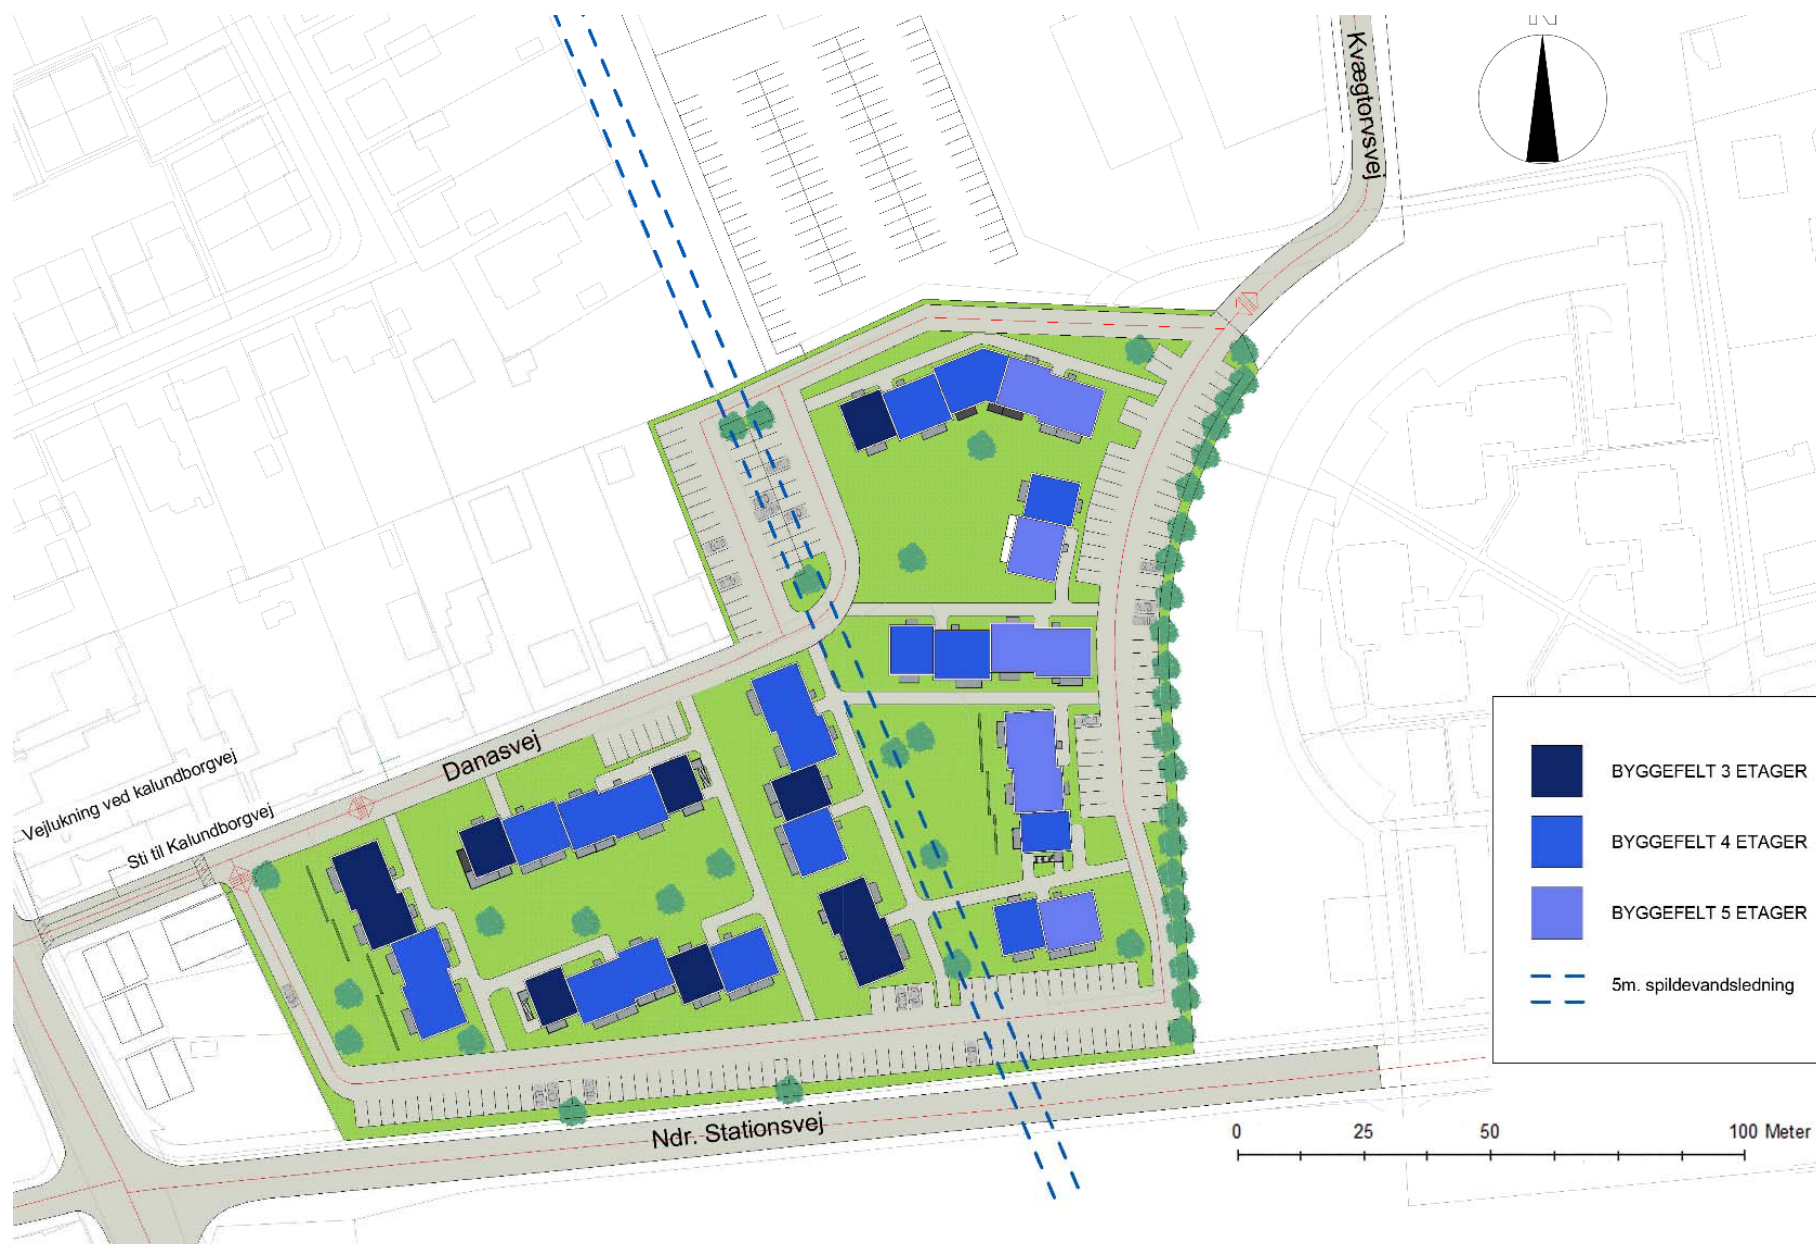 N
Kvægtorvsvej
Danasvej
Vejlukning ved kalundborgvej
Sti til Kalundborgvej
BYGGEFELT 3 ETAGER
BYGGEFELT 4 ETAGER
BYGGEFELT 5 ETAGER
5m. spildevandsledning
Ndr. Stationsvej
0 25 50 100 Meter